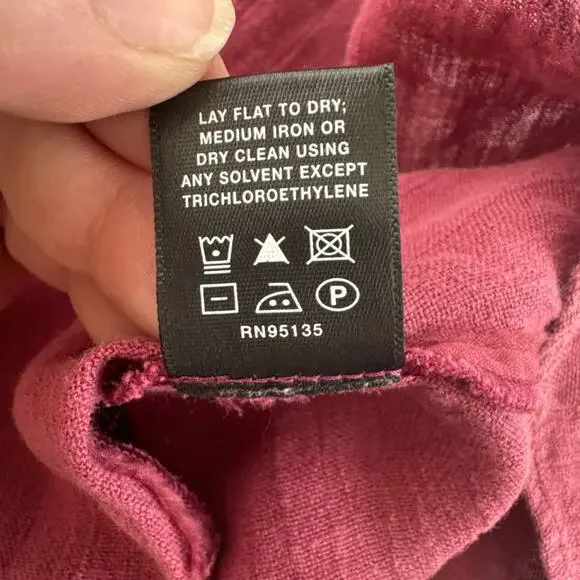 LAY FLAT TO DRY;
MEDIUM IRON OR
DRY CLEAN USING
ANY SOLVENT EXCEPT
TRICHLOROETHYLENE
P
RN95135